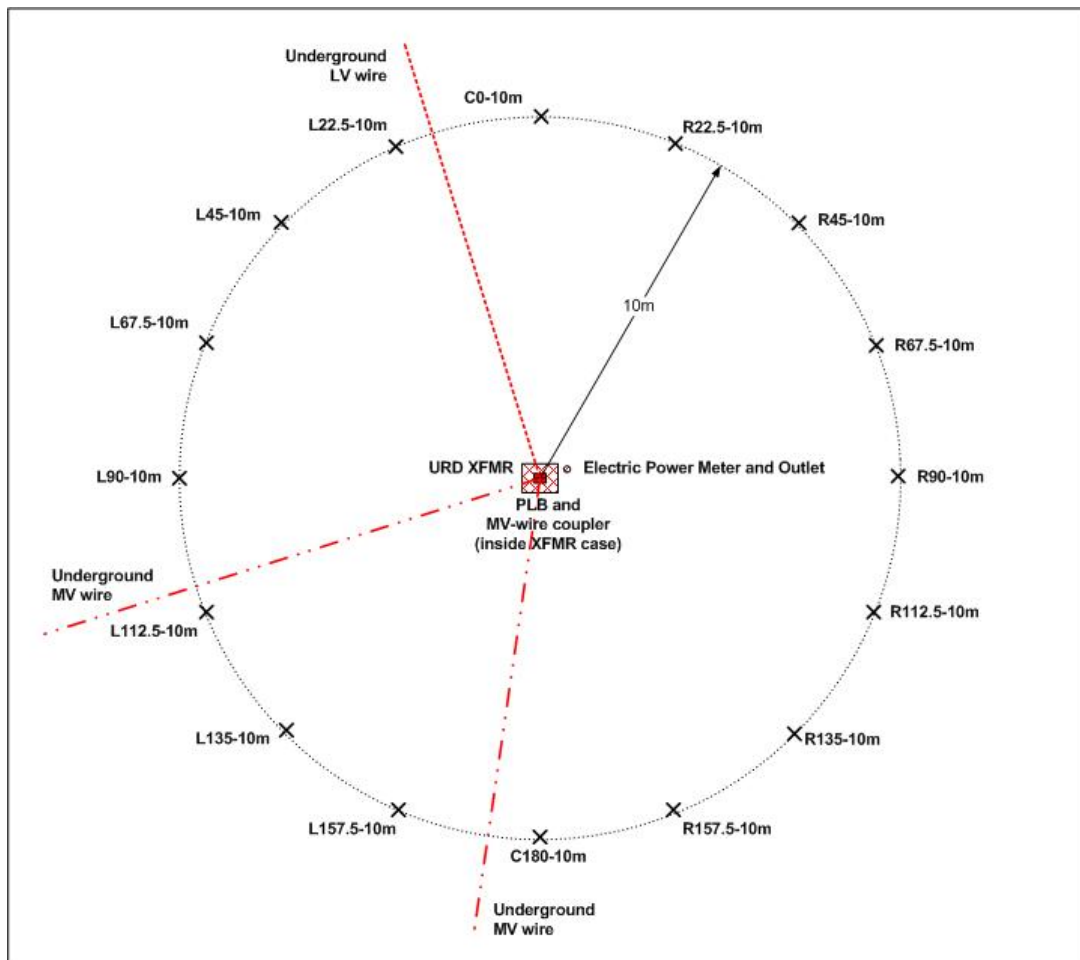 Underground
LV wire
C0-10m
L22.5-10m
R22.5-10m
L45-10m
R45-10m
10m
L67.5-10m
R67.5-10m
URD XFMR
Electric Power Meter and Outlet
L90-10m
R90-10m
PLB and
MV-wire coupler
(inside XFMR case)
Underground
MV wire
L112.5-10m
R112.5-10m
L135-10m
R135-10m
L157.5-10m
R157.5-10m
C180-10m
Underground
MV wire